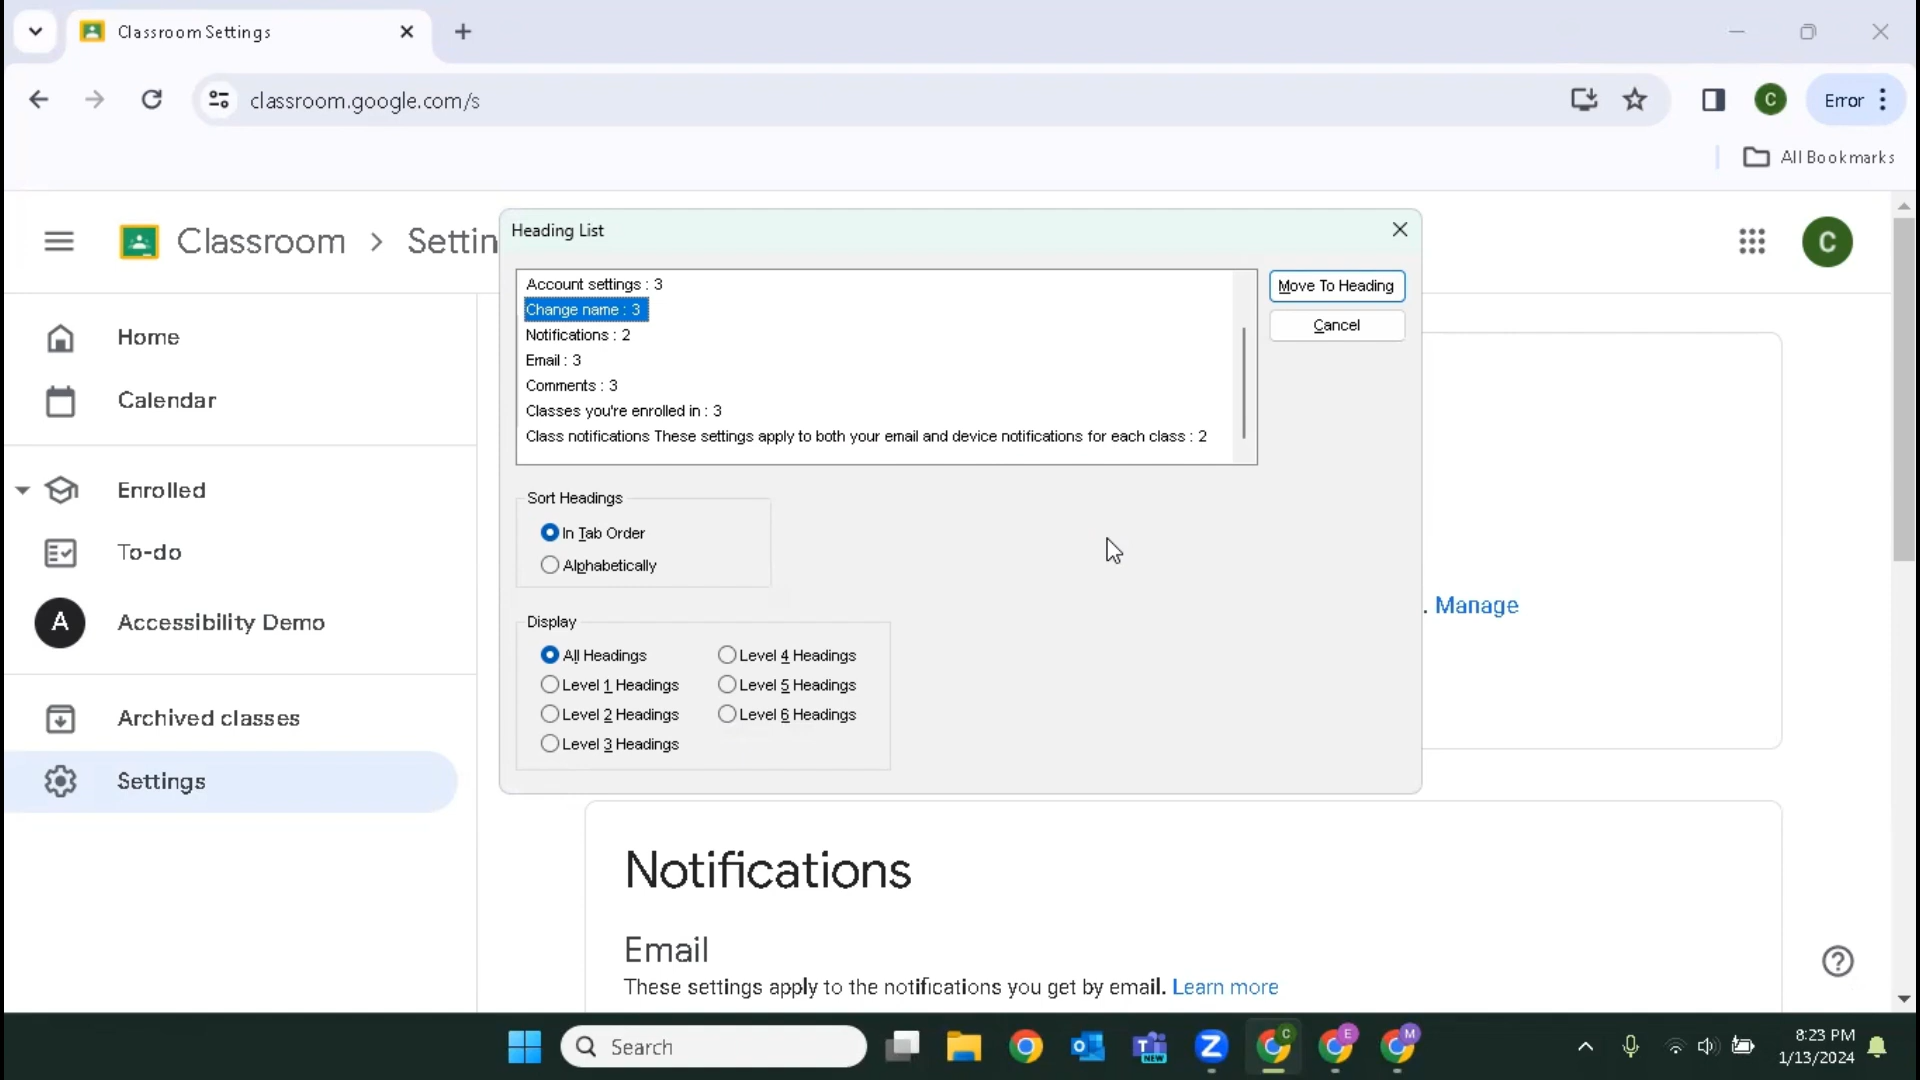 Classroom Settings
classroom.google.com/s
C
Error
All Bookmarks
Classroom > Settin
C
Heading List
Account settings : 3
Change name : 3
Notifications : 2
Email : 3
Comments : 3
Classes you're enrolled in : 3
Class notifications These settings apply to both your email and device notifications for each class : 2
Move To Heading
Cancel
Sort Headings
In Tab Order
Alphabetically
Display
All Headings
Level 4 Headings
Level 1 Headings
Level 5 Headings
Level 2 Headings
Level 6 Headings
Level 3 Headings
Home
Calendar
Enrolled
To-do
A
Accessibility Demo
Archived classes
Settings
. Manage
Notifications
Email
These settings apply to the notifications you get by email. Learn more
Search
NEW
C
E
M
8:23 PM
1/13/2024